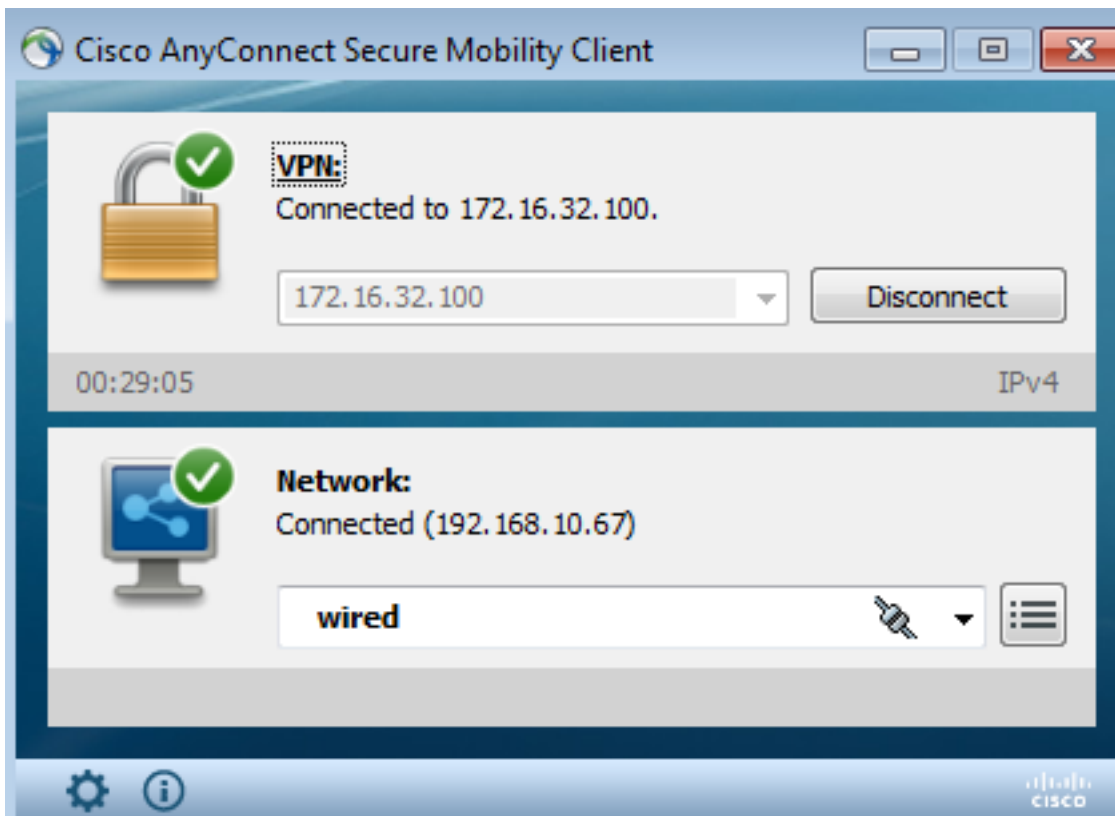 Cisco AnyConnect Secure Mobility Client
VPN:
Connected to 172.16.32.100.
172.16.32.100
Disconnect
00:29:05
IPv4
Network:
Connected (192.168.10.67)
wired
CISCO